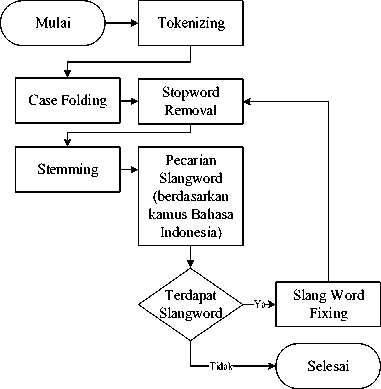 Mulai
Tokenizing
Case Folding
Stopword
Removal
Stemming
Pecarian
Slangword
(berdasarkan
kamus Bahasa
Indonesia)
Terdapat
Slangword
Ya
Slang Word
Fixing
Tidak
Selesai